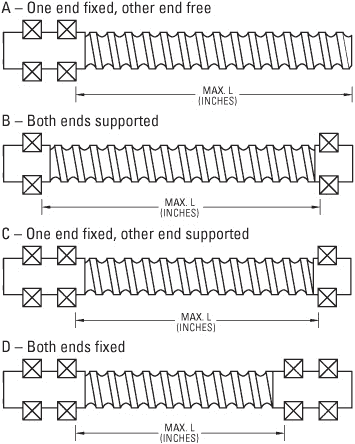 A – One end fixed, other end free
MAX. L
(INCHES)
B – Both ends supported
MAX. L
(INCHES)
C – One end fixed, other end supported
MAX. L
(INCHES)
D – Both ends fixed
MAX. L
(INCHES)